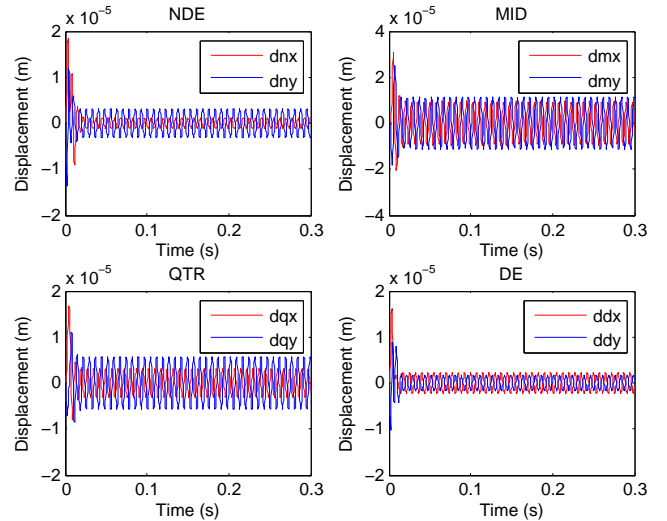 x 10⁻⁵
NDE
Displacement (m)
2
1
0
−1
−2
0
0.1
0.2
0.3
Time (s)
dnx
dny
x 10⁻⁵
MID
Displacement (m)
4
2
0
−2
−4
0
0.1
0.2
0.3
Time (s)
dmx
dmy
x 10⁻⁵
QTR
Displacement (m)
2
1
0
−1
−2
0
0.1
0.2
0.3
Time (s)
dqx
dqy
x 10⁻⁵
DE
Displacement (m)
2
1
0
−1
−2
0
0.1
0.2
0.3
Time (s)
ddx
ddy